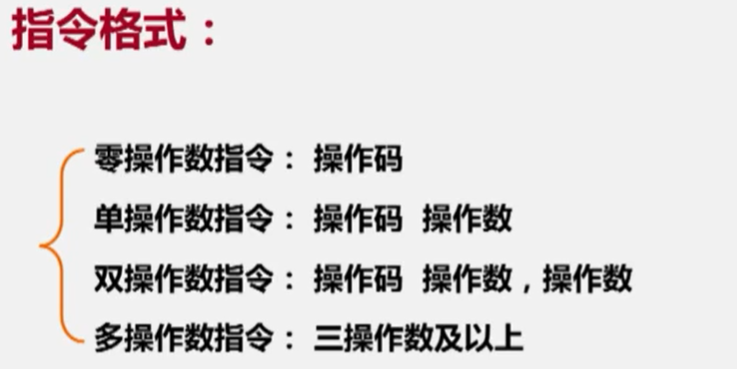 指令格式：
零操作数指令： 操作码
单操作数指令： 操作码 操作数
双操作数指令： 操作码 操作数，操作数
多操作数指令： 三操作数及以上